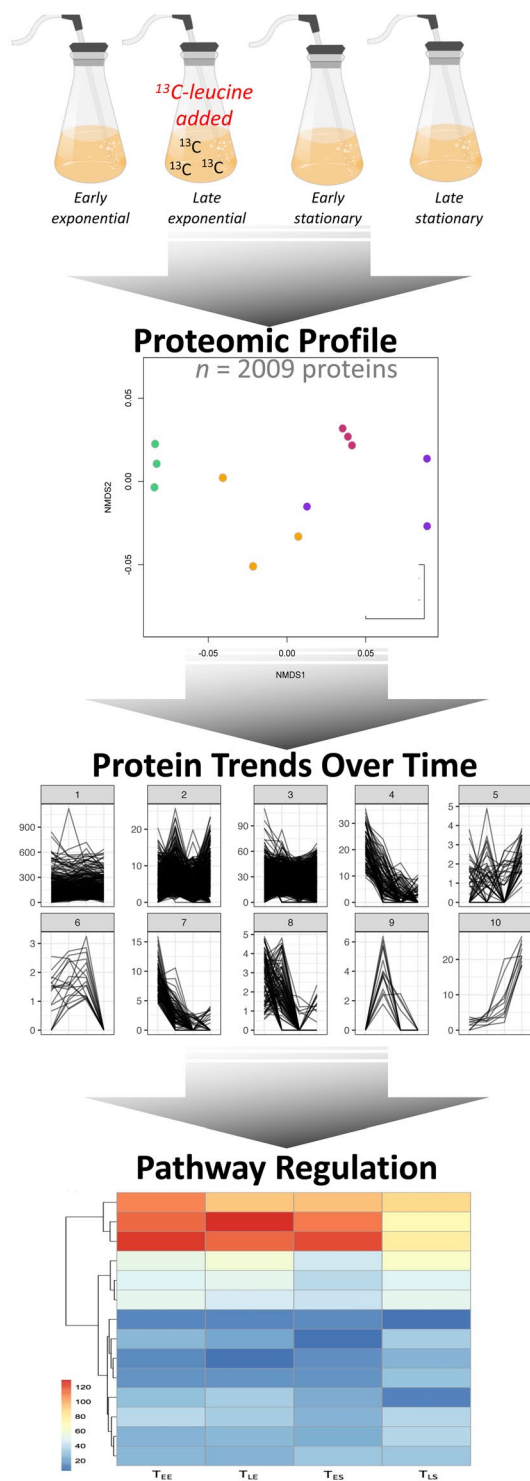 ¹³C-leucine
added
¹³C
¹³C ¹³C
Early
exponential
Late
exponential
Early
stationary
Late
stationary
Proteomic Profile
n = 2009 proteins
0.05
0.00
-0.05
NMDS2
-0.05 0.00 0.05
NMDS1
Protein Trends Over Time
1 2 3 4 5
900
600
300
0
20
10
0
90
60
30
0
30
20
10
0
5
4
3
2
1
0
6 7 8 9 10
3
2
1
0
15
10
5
0
5
4
3
2
1
0
6
4
2
0
20
10
0
Pathway Regulation
120
100
80
60
40
20
T_EE T_LE T_ES T_LS